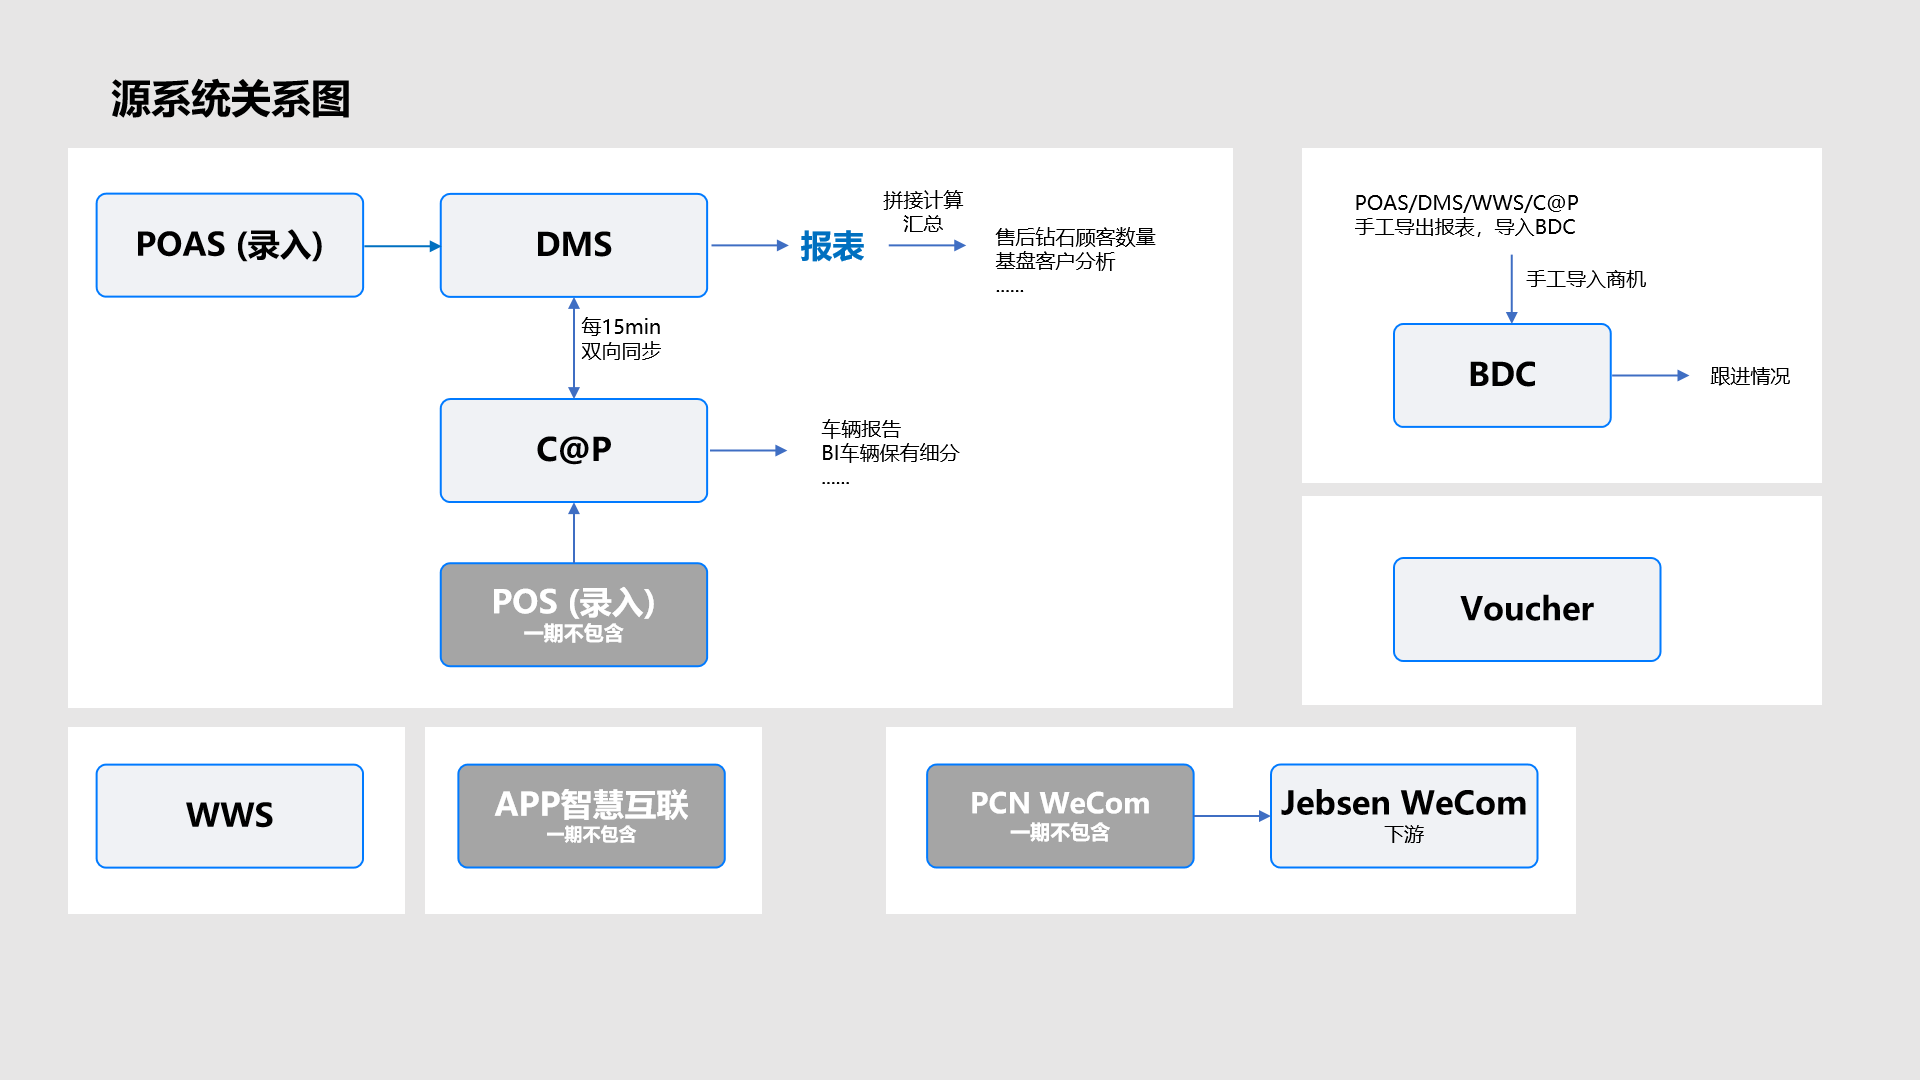 源系统关系图
POAS (录入)
DMS
报表
拼接计算
汇总
售后钻石顾客数量
基盘客户分析
......
每15min
双向同步
C@P
车辆报告
BI车辆保有细分
......
POS (录入)
一期不包含
POAS/DMS/WWS/C@P
手工导出报表，导入BDC
手工导入商机
BDC
跟进情况
Voucher
WWS
APP智慧互联
一期不包含
PCN WeCom
一期不包含
Jebsen WeCom
下游